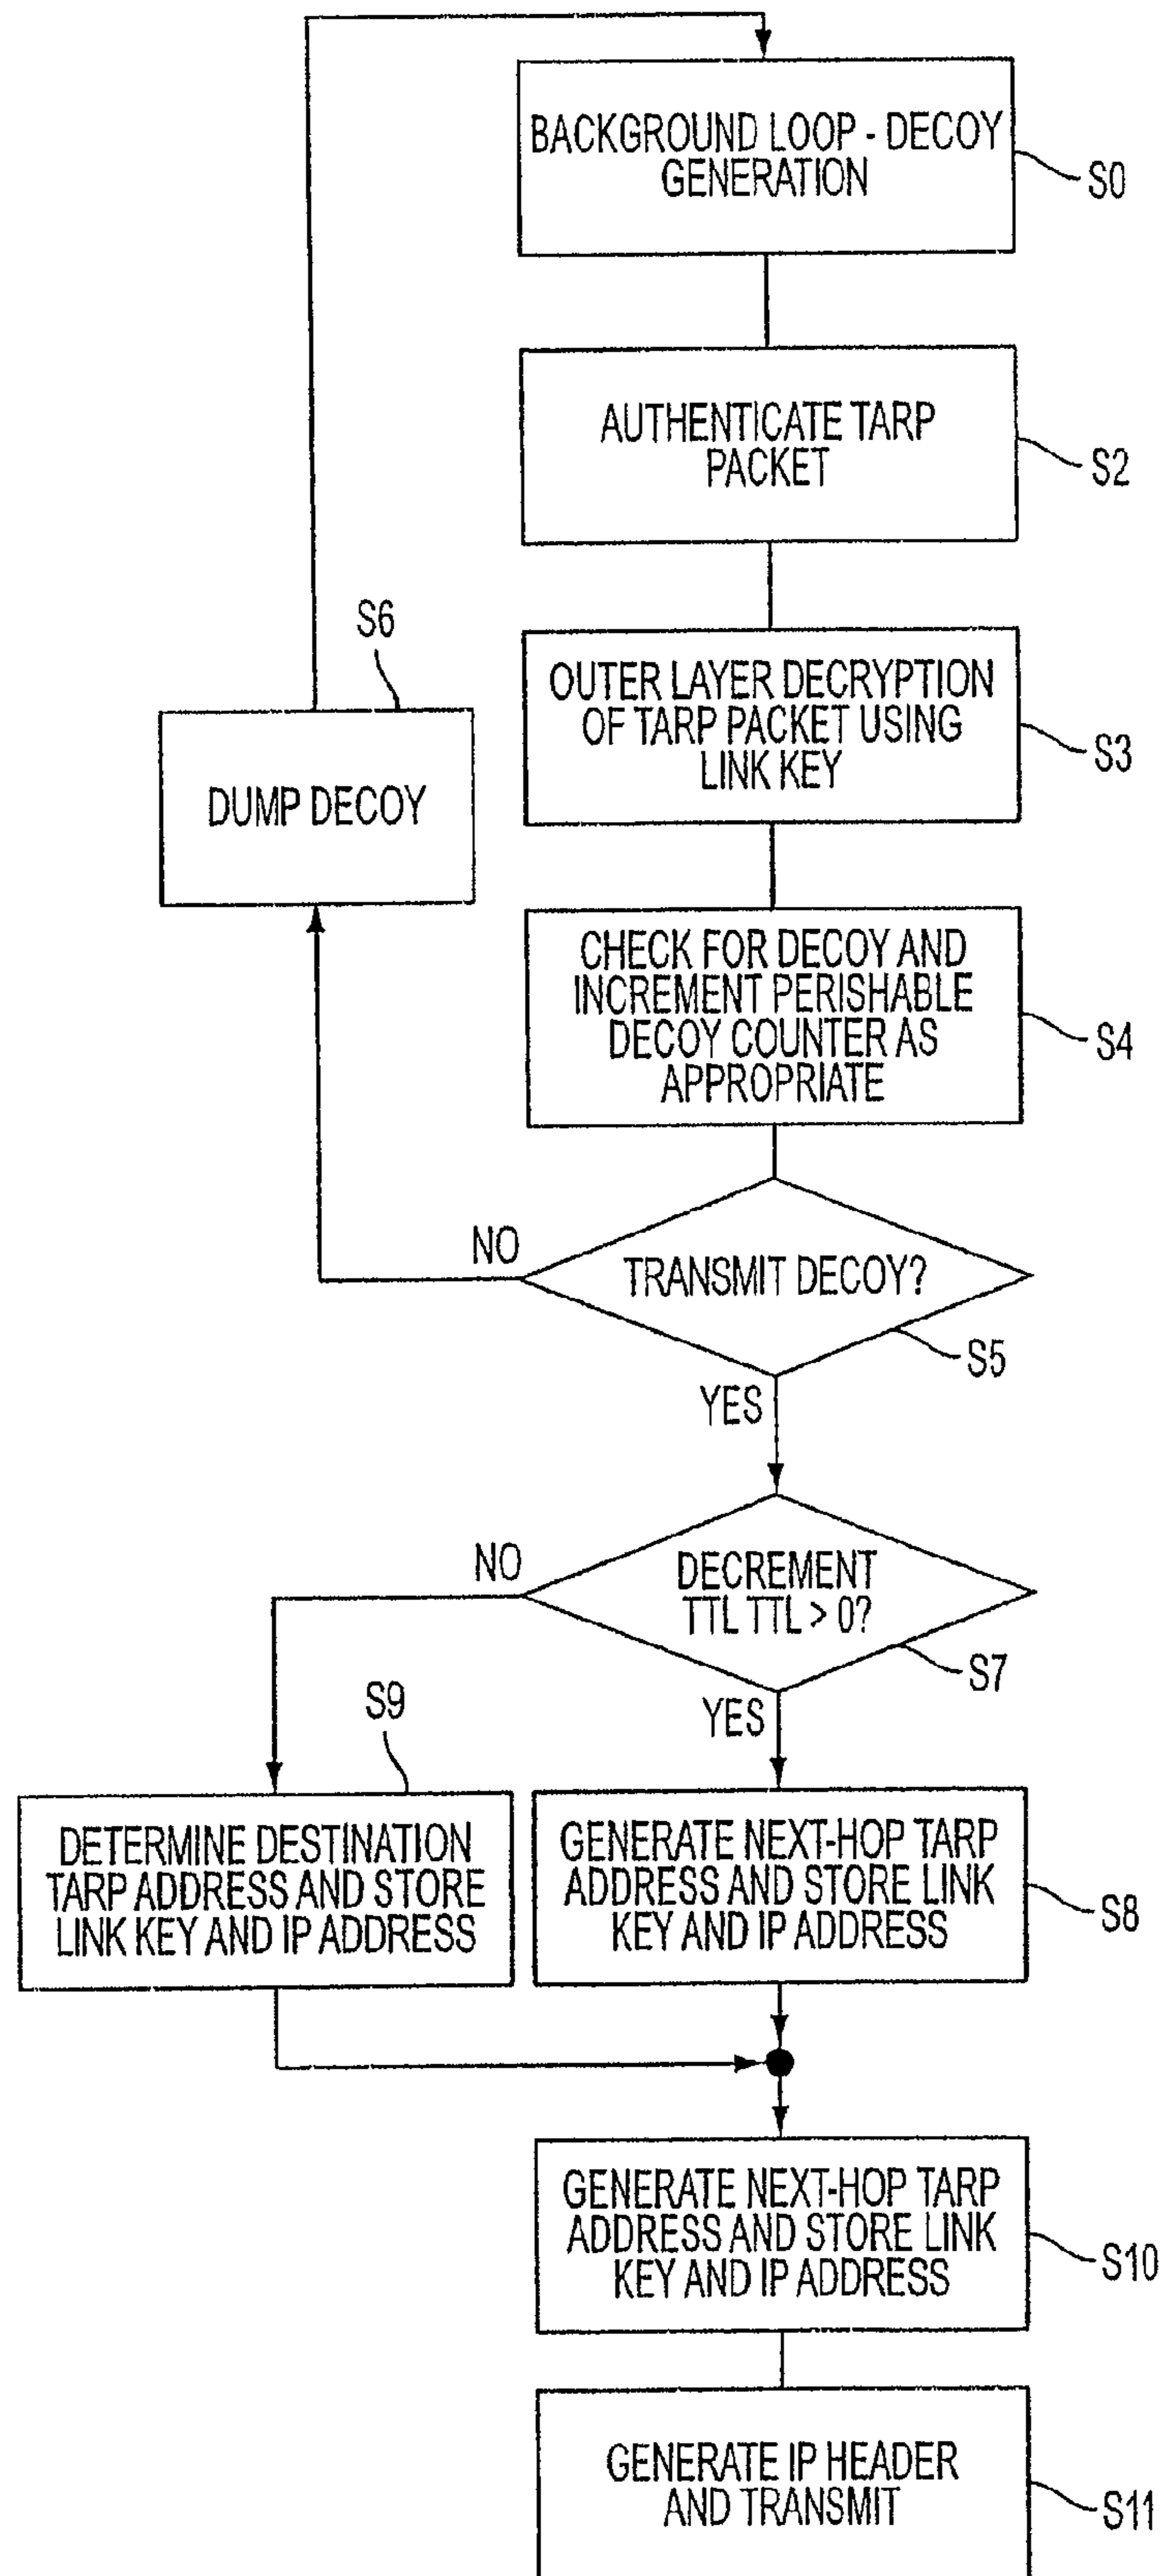 BACKGROUND LOOP - DECOY
GENERATION
S0
AUTHENTICATE TARP
PACKET
S2
OUTER LAYER DECRYPTION
OF TARP PACKET USING
LINK KEY
S3
S6
DUMP DECOY
CHECK FOR DECOY AND
INCREMENT PERISHABLE
DECOY COUNTER AS
APPROPRIATE
S4
NO
TRANSMIT DECOY?
S5
YES
NO
DECREMENT
TTL TTL > 0?
S7
YES
S9
DETERMINE DESTINATION
TARP ADDRESS AND STORE
LINK KEY AND IP ADDRESS
GENERATE NEXT-HOP TARP
ADDRESS AND STORE LINK
KEY AND IP ADDRESS
S8
GENERATE NEXT-HOP TARP
ADDRESS AND STORE LINK
KEY AND IP ADDRESS
S10
GENERATE IP HEADER
AND TRANSMIT
S11